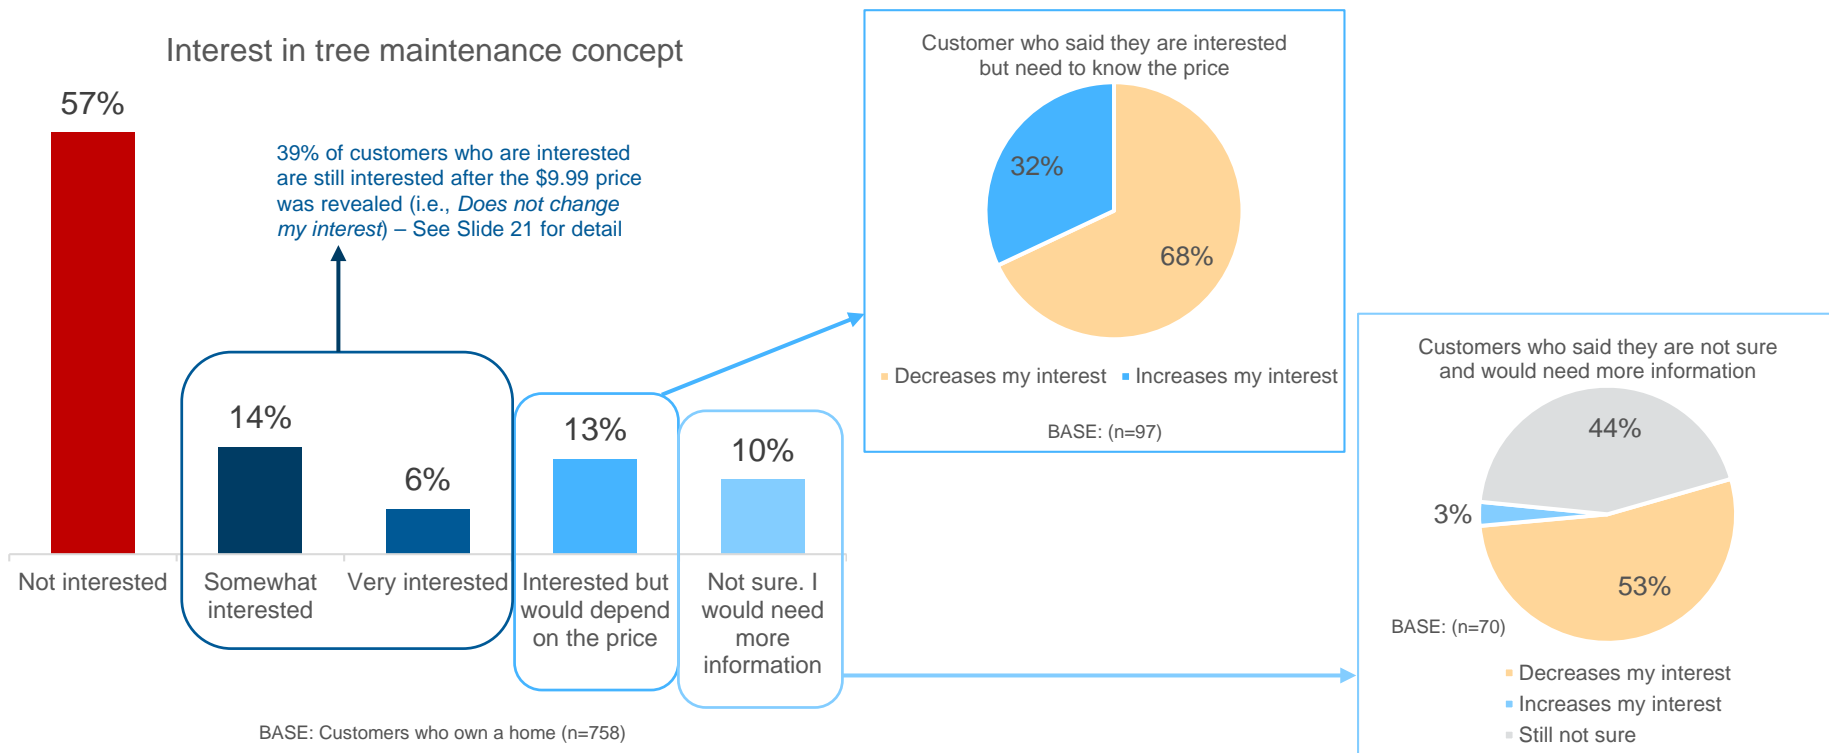 Interest in tree maintenance concept
57%
39% of customers who are interested
are still interested after the $9.99 price
was revealed (i.e., Does not change
my interest) – See Slide 21 for detail
14%
6%
13%
10%
Not interested
Somewhat
interested
Very interested
Interested but
would depend
on the price
Not sure. I
would need
more
information
BASE: Customers who own a home (n=758)
Customer who said they are interested
but need to know the price
32%
68%
Decreases my interest
Increases my interest
BASE: (n=97)
Customers who said they are not sure
and would need more information
44%
3%
53%
BASE: (n=70)
Decreases my interest
Increases my interest
Still not sure